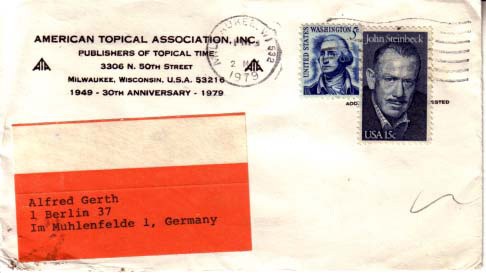 AMERICAN TOPICAL ASSOCIATION, INC.
PUBLISHERS OF TOPICAL TIME
3306 N. 50TH STREET
MILWAUKEE, WISCONSIN, U.S.A. 53216
1949 - 30TH ANNIVERSARY - 1979
ATA
ATA
MILWAUKEE, WI 532
2
1979
UNITED STATES
WASHINGTON 5c
John Steinbeck
USA 15c
ADD
ESTED
Alfred Gerth
1 Berlin 37
Im Muhlenfelde 1, Germany